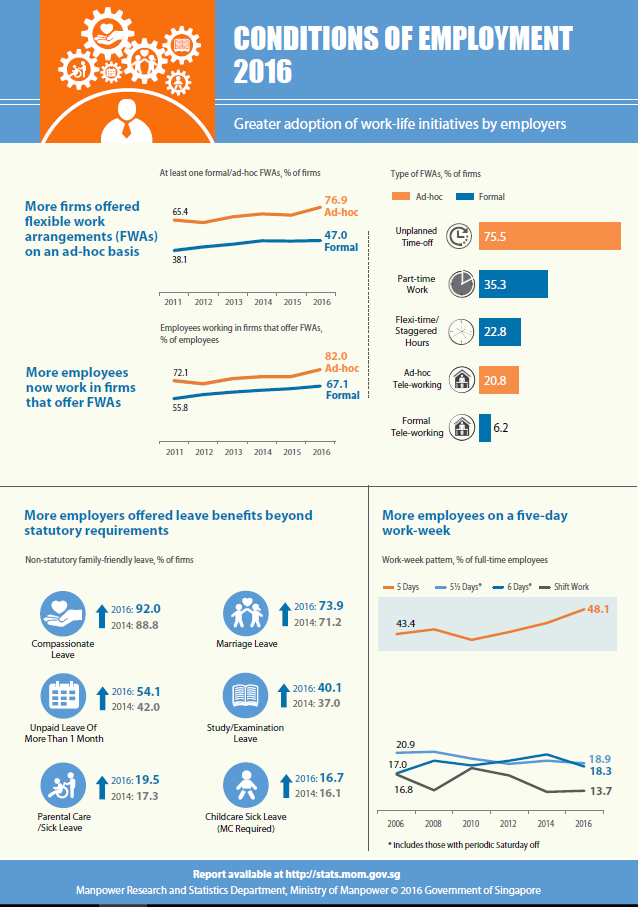 CONDITIONS OF EMPLOYMENT
2016
Greater adoption of work-life initiatives by employers
More firms offered
flexible work
arrangements (FWAs)
on an ad-hoc basis
At least one formal/ad-hoc FWAs, % of firms
65.4
76.9
Ad-hoc
38.1
47.0
Formal
2011 2012 2013 2014 2015 2016
More employees
now work in firms
that offer FWAs
Employees working in firms that offer FWAs,
% of employees
72.1
82.0
Ad-hoc
55.8
67.1
Formal
2011 2012 2013 2014 2015 2016
Type of FWAs, % of firms
Ad-hoc Formal
Unplanned
Time-off
75.5
Part-time
Work
35.3
Flexi-time/
Staggered
Hours
22.8
Ad-hoc
Tele-working
20.8
Formal
Tele-working
6.2
More employers offered leave benefits beyond
statutory requirements
Non-statutory family-friendly leave, % of firms
2016: 92.0
2014: 88.8
Compassionate
Leave
2016: 73.9
2014: 71.2
Marriage Leave
2016: 54.1
2014: 42.0
Unpaid Leave Of
More Than 1 Month
2016: 40.1
2014: 37.0
Study/Examination
Leave
2016: 19.5
2014: 17.3
Parental Care
/Sick Leave
2016: 16.7
2014: 16.1
Childcare Sick Leave
(MC Required)
More employees on a five-day
work-week
Work-week pattern, % of full-time employees
5 Days 5½ Days* 6 Days* Shift Work
43.4
48.1
20.9
17.0
16.8
18.9
18.3
13.7
2006 2008 2010 2012 2014 2016
* Includes those with periodic Saturday off
Report available at http://stats.mom.gov.sg
Manpower Research and Statistics Department, Ministry of Manpower © 2016 Government of Singapore